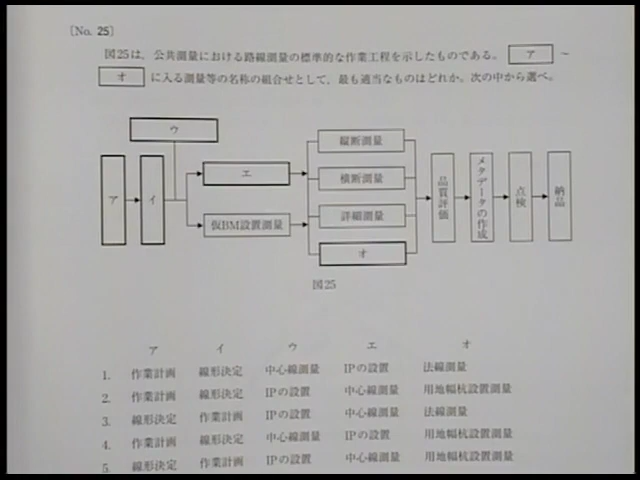 〔No. 25〕
図25は、公共測量における路線測量の標準的な作業工程を示したものである。 ア ～
オ に入る測量等の名称の組合せとして、最も適当なものはどれか。次の中から選べ。
ウ
ア
イ
エ
仮BM設置測量
縦断測量
横断測量
詳細測量
オ
品質評価
メタデータの作成
点検
納品
図25
ア イ ウ エ オ
1. 作業計画 線形決定 中心線測量 IPの設置 法線測量
2. 作業計画 線形決定 IPの設置 中心線測量 用地幅杭設置測量
3. 線形決定 作業計画 IPの設置 中心線測量 法線測量
4. 作業計画 線形決定 中心線測量 IPの設置 用地幅杭設置測量
5. 線形決定 作業計画 IPの設置 中心線測量 用地幅杭設置測量